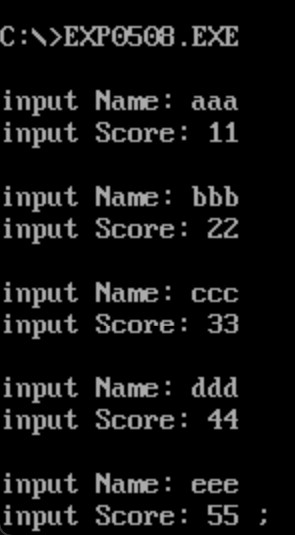 C:\>EXP0508.EXE
input Name: aaa
input Score: 11
input Name: bbb
input Score: 22
input Name: ccc
input Score: 33
input Name: ddd
input Score: 44
input Name: eee
input Score: 55 ;